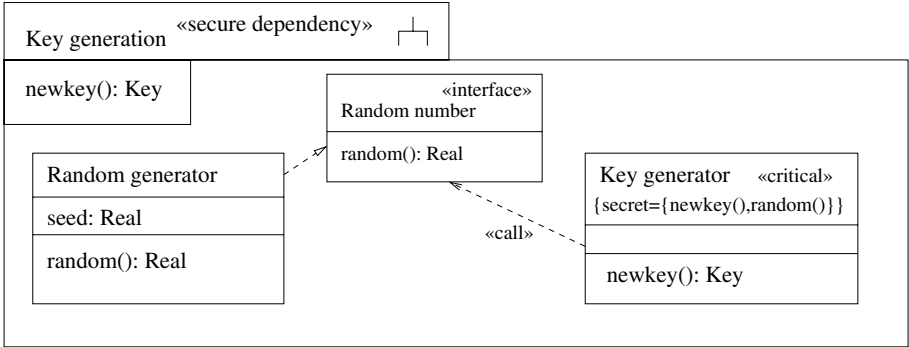 Key generation «secure dependency»
newkey(): Key
«interface»
Random number
random(): Real
Random generator
seed: Real
random(): Real
Key generator «critical»
{secret={newkey(),random()}}
newkey(): Key
«call»